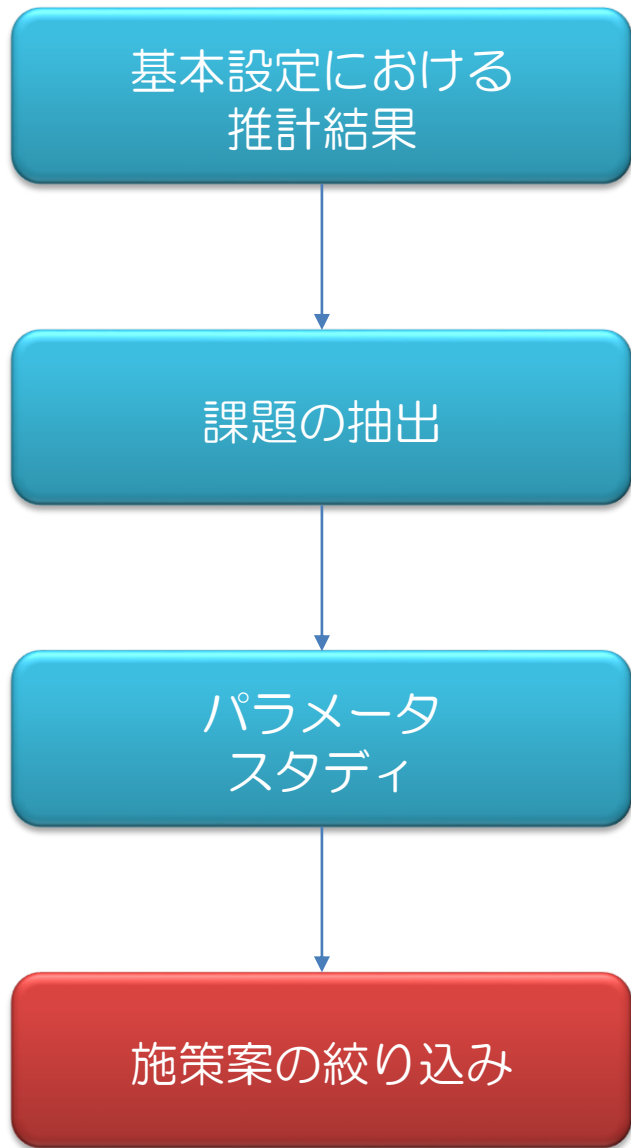 基本設定における
推計結果
課題の抽出
パラメータ
スタディ
施策案の絞り込み